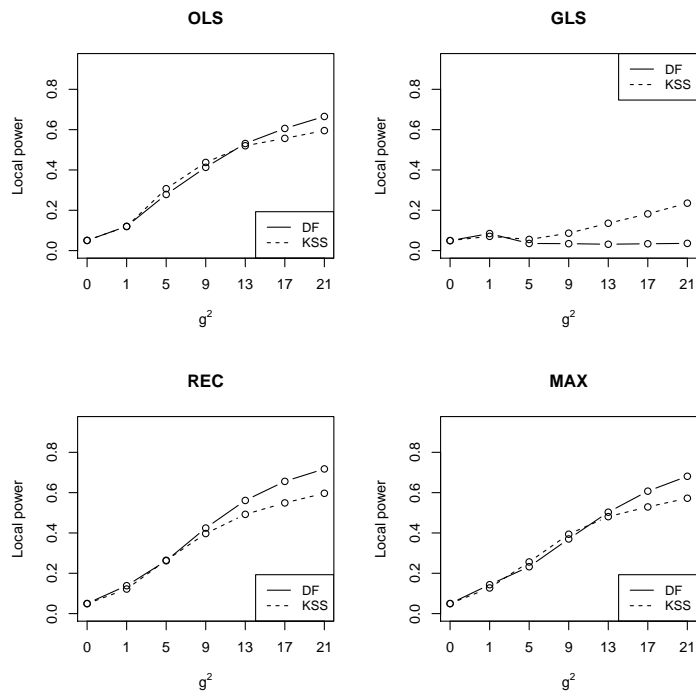 OLS
Local power
0.0 0.2 0.4 0.6 0.8
DF
KSS
0 1 5 9 13 17 21
g²
GLS
Local power
0.0 0.2 0.4 0.6 0.8
DF
KSS
0 1 5 9 13 17 21
g²
REC
Local power
0.0 0.2 0.4 0.6 0.8
DF
KSS
0 1 5 9 13 17 21
g²
MAX
Local power
0.0 0.2 0.4 0.6 0.8
DF
KSS
0 1 5 9 13 17 21
g²